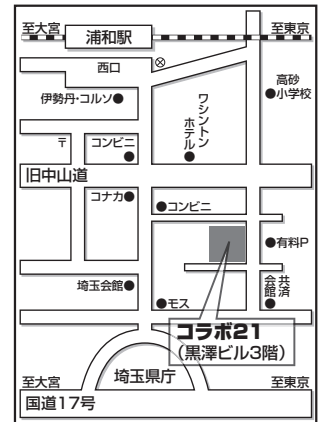 至大宮
浦和駅
至東京
西口
高砂
●小学校
伊勢丹・コルソ●
ワシントン
ホテル●
〒
コンビニ
●
旧中山道
コナカ●
●コンビニ
●有料P
埼玉会館●
共済
会館
●
●モス
コラボ21
（黒澤ビル3階）
埼玉県庁
至大宮
至東京
国道17号